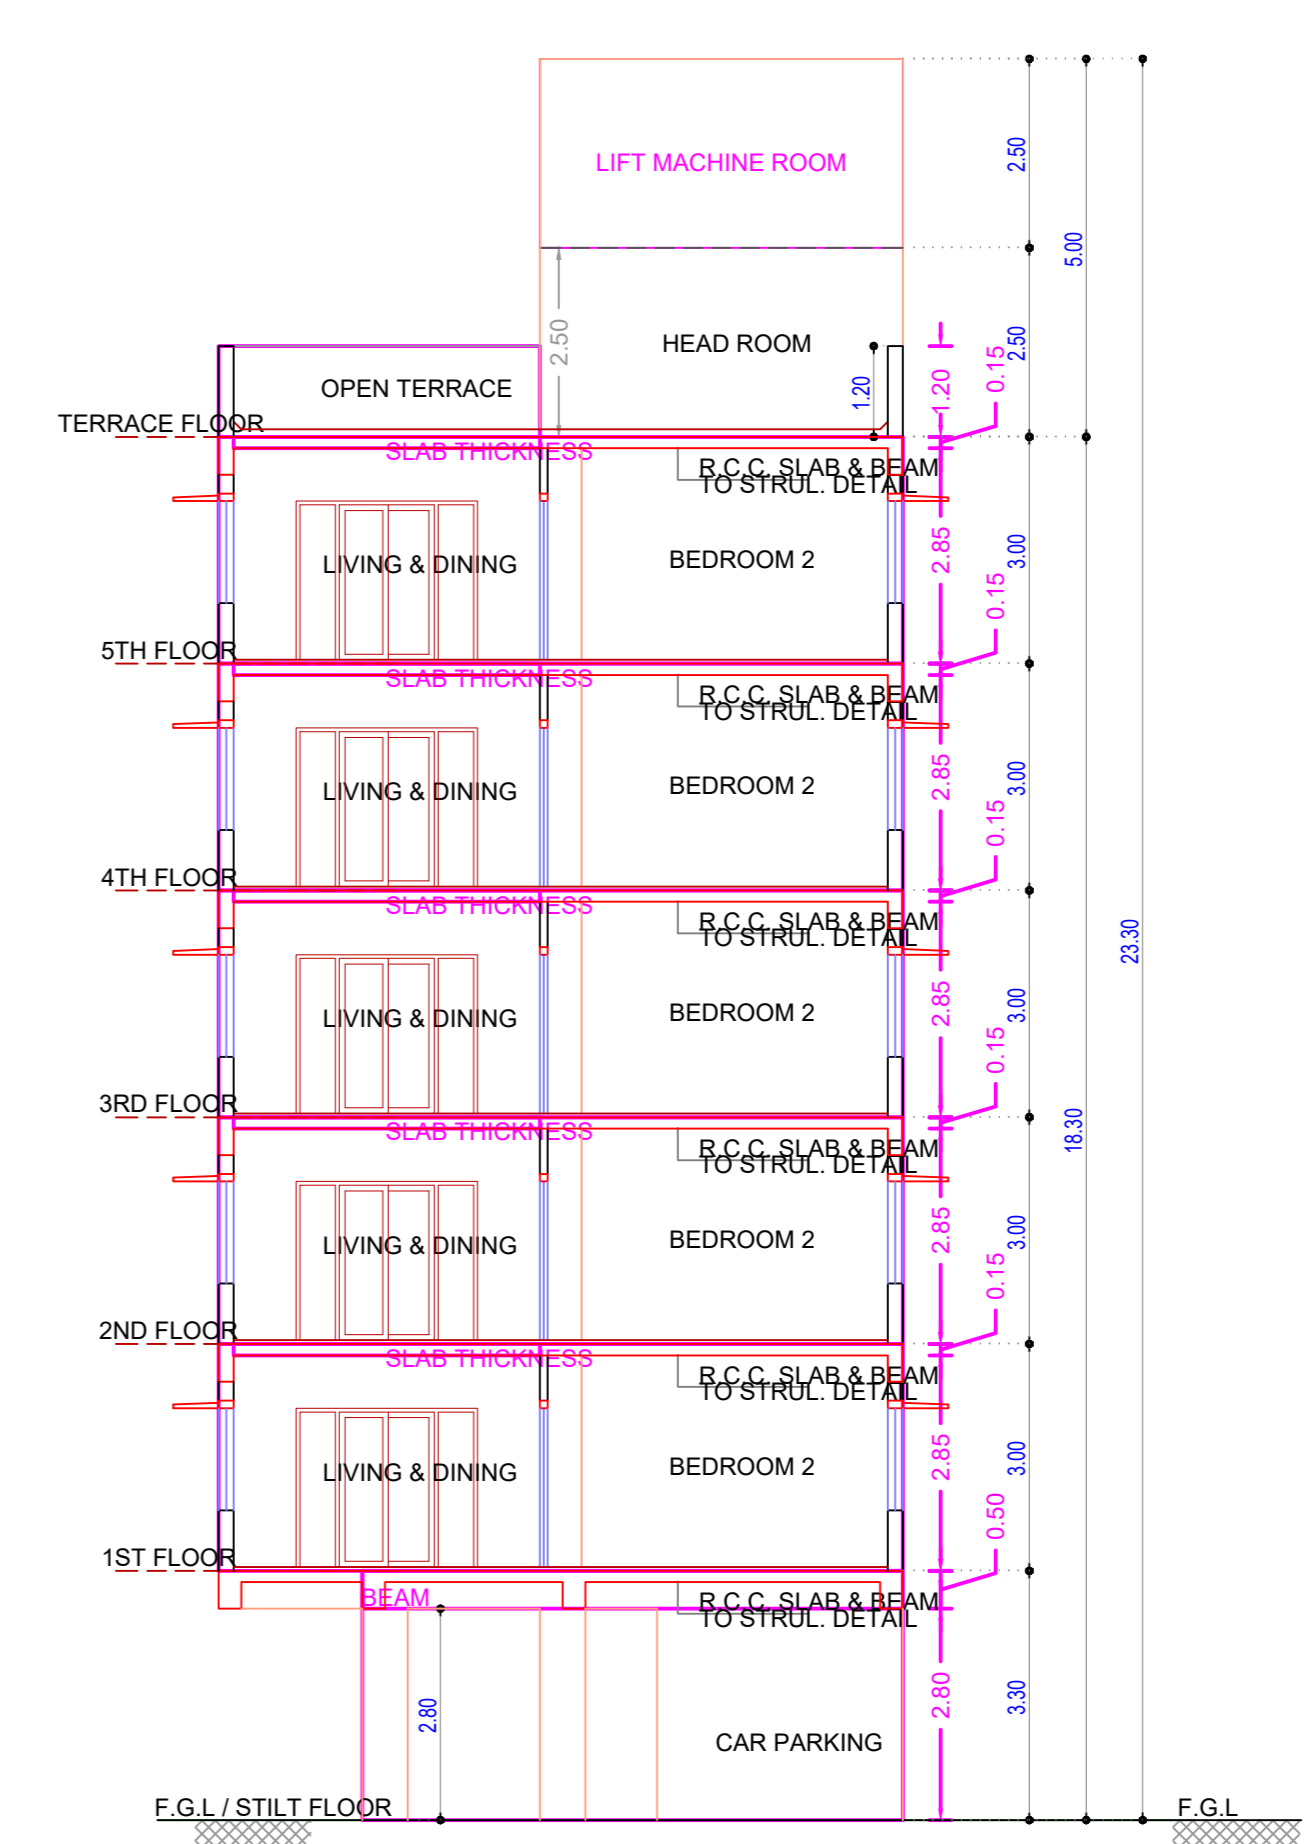 LIFT MACHINE ROOM
2.50
5.00
2.50
HEAD ROOM
2.50
0.15
1.20
1.20
OPEN TERRACE
TERRACE FLOOR
SLAB THICKNESS
R.C.C. SLAB & BEAM
TO STRUL. DETAIL
LIVING & DINING
BEDROOM 2
2.85
3.00
0.15
5TH FLOOR
SLAB THICKNESS
R.C.C. SLAB & BEAM
TO STRUL. DETAIL
LIVING & DINING
BEDROOM 2
2.85
3.00
0.15
4TH FLOOR
SLAB THICKNESS
R.C.C. SLAB & BEAM
TO STRUL. DETAIL
23.30
LIVING & DINING
BEDROOM 2
2.85
3.00
0.15
3RD FLOOR
SLAB THICKNESS
18.30
R.C.C. SLAB & BEAM
TO STRUL. DETAIL
LIVING & DINING
BEDROOM 2
2.85
3.00
0.15
2ND FLOOR
SLAB THICKNESS
R.C.C. SLAB & BEAM
TO STRUL. DETAIL
LIVING & DINING
BEDROOM 2
2.85
3.00
0.50
1ST FLOOR
BEAM
R.C.C. SLAB & BEAM
TO STRUL. DETAIL
2.80
2.80
3.30
CAR PARKING
F.G.L / STILT FLOOR
F.G.L